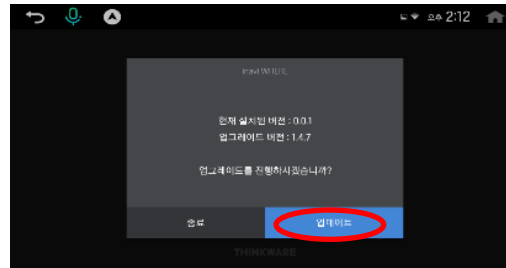 오후 2:12
inavi WHERE
현재 설치된 버전 : 0.0.1
업그레이드 버전 : 1.4.7
업그레이드를 진행하시겠습니까?
종료
업데이트
THINKWARE